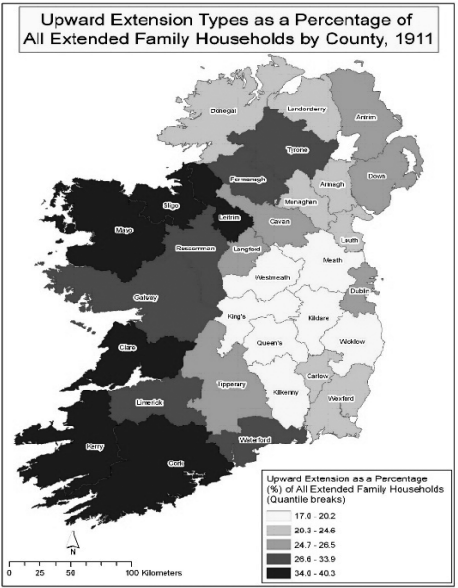 Upward Extension Types as a Percentage of
All Extended Family Households by County, 1911
Donegal
Londonderry
Antrim
Tyrone
Down
Fermanagh
Armagh
Monaghan
Sligo
Leitrim
Cavan
Mayo
Louth
Roscommon
Longford
Meath
Westmeath
Galway
Dublin
King's
Kildare
Queen's
Wicklow
Clare
Carlow
Tipperary
Kilkenny
Wexford
Limerick
Waterford
Kerry
Cork
N
0 25 50 100 Kilometers
Upward Extension as a Percentage
(%) of All Extended Family Households
(Quantile breaks)
17.0 - 20.2
20.3 - 24.6
24.7 - 26.5
26.6 - 33.9
34.0 - 40.3